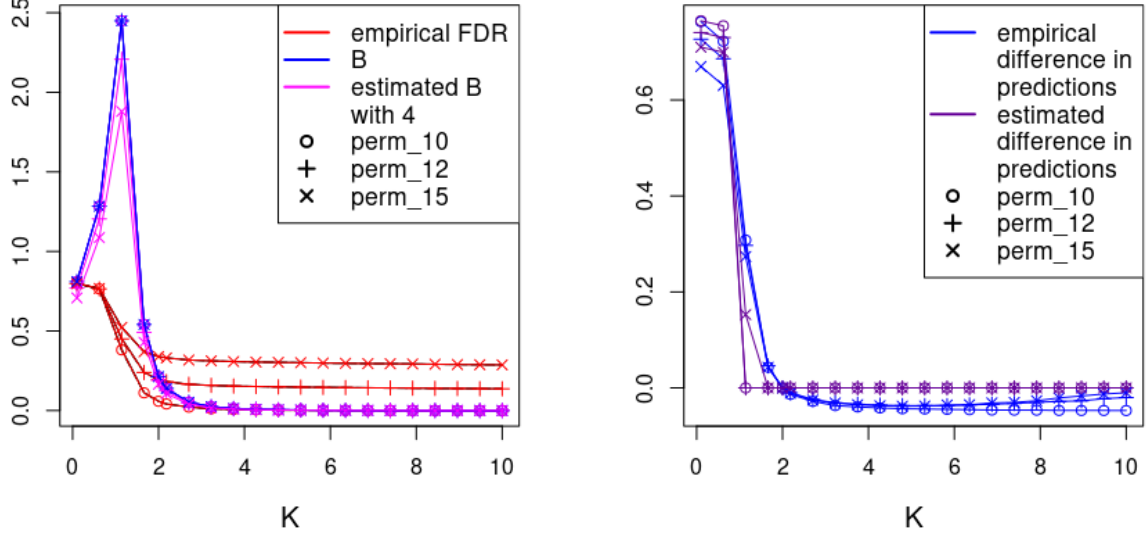 2.5
2.0
1.5
1.0
0.5
0.0
0 2 4 6 8 10
K
empirical FDR
B
estimated B
with 4
perm_10
perm_12
perm_15
0.6
0.4
0.2
0.0
0 2 4 6 8 10
K
empirical
difference in
predictions
estimated
difference in
predictions
perm_10
perm_12
perm_15